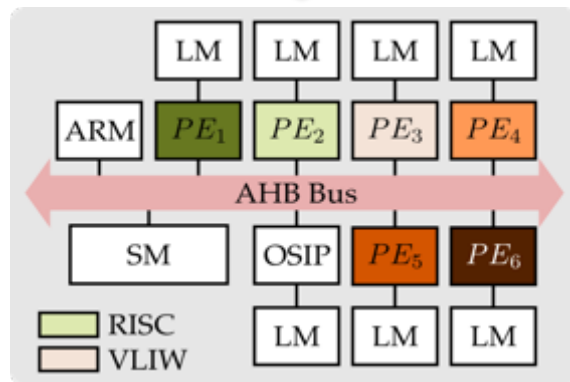 LM LM LM LM
ARM PE1 PE2 PE3 PE4
AHB Bus
SM OSIP PE5 PE6
RISC
VLIW
LM LM LM